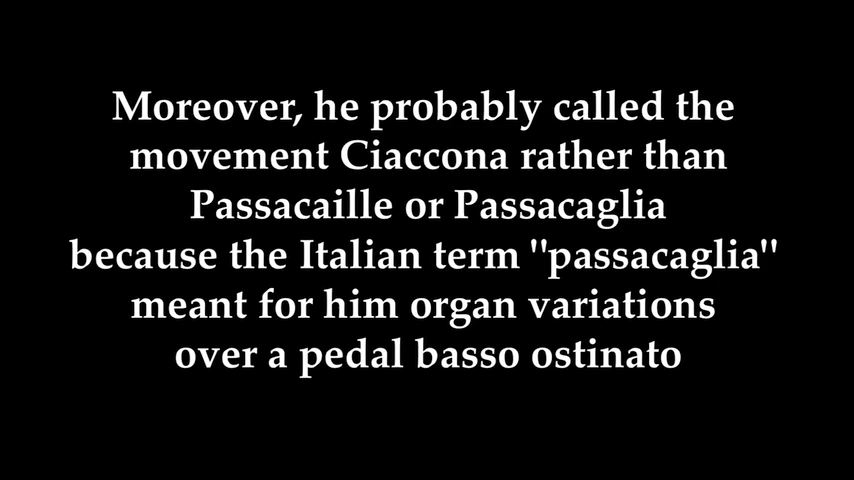 Moreover, he probably called the
movement Ciaccona rather than
Passacaille or Passacaglia
because the Italian term "passacaglia"
meant for him organ variations
over a pedal basso ostinato